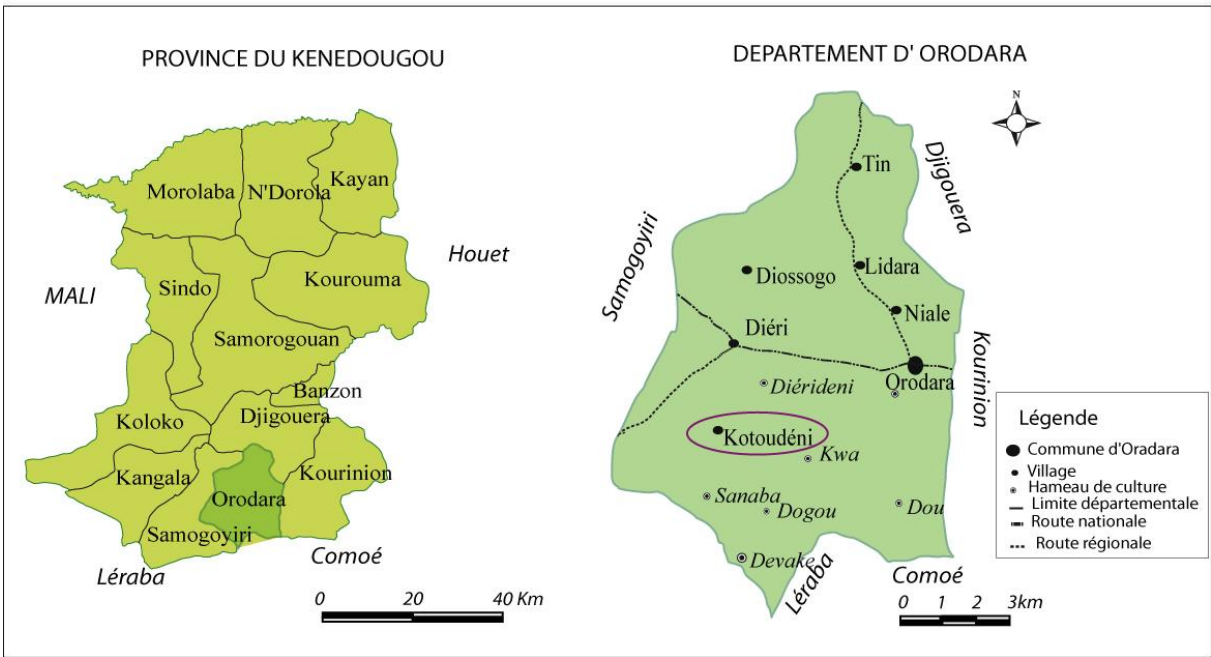 PROVINCE DU KENEDOUGOU
Morolaba
N'Dorola
Kayan
Houet
Kourouma
MALI
Sindo
Samorogouan
Banzon
Koloko
Djigouera
Kangala
Kourinion
Orodara
Samogoyiri
Comoé
Léraba
0 20 40 Km
DEPARTEMENT D' ORODARA
N
Tin
Djigouera
Samogoyiri
Diossogo
Lidara
Niale
Diéri
Kourinion
Orodara
Diérideni
Kotoudéni
Kwa
Sanaba
Dogou
Dou
Devake
Léraba
Comoé
0 1 2 3km
Légende
Commune d'Oradara
Village
Hameau de culture
Limite départementale
Route nationale
Route régionale